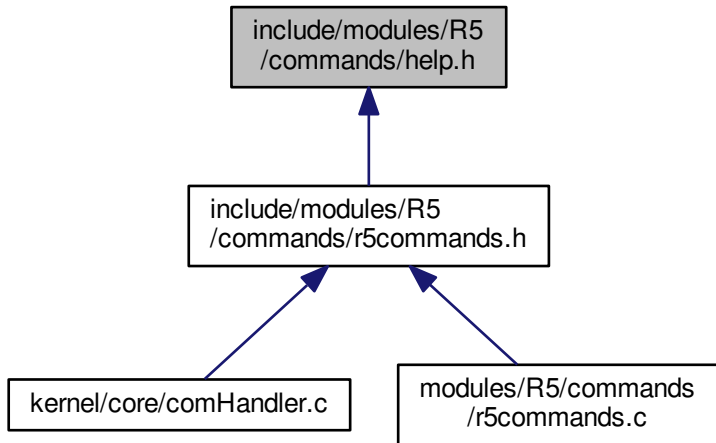 include/modules/R5
/commands/help.h
include/modules/R5
/commands/r5commands.h
kernel/core/comHandler.c
modules/R5/commands
/r5commands.c